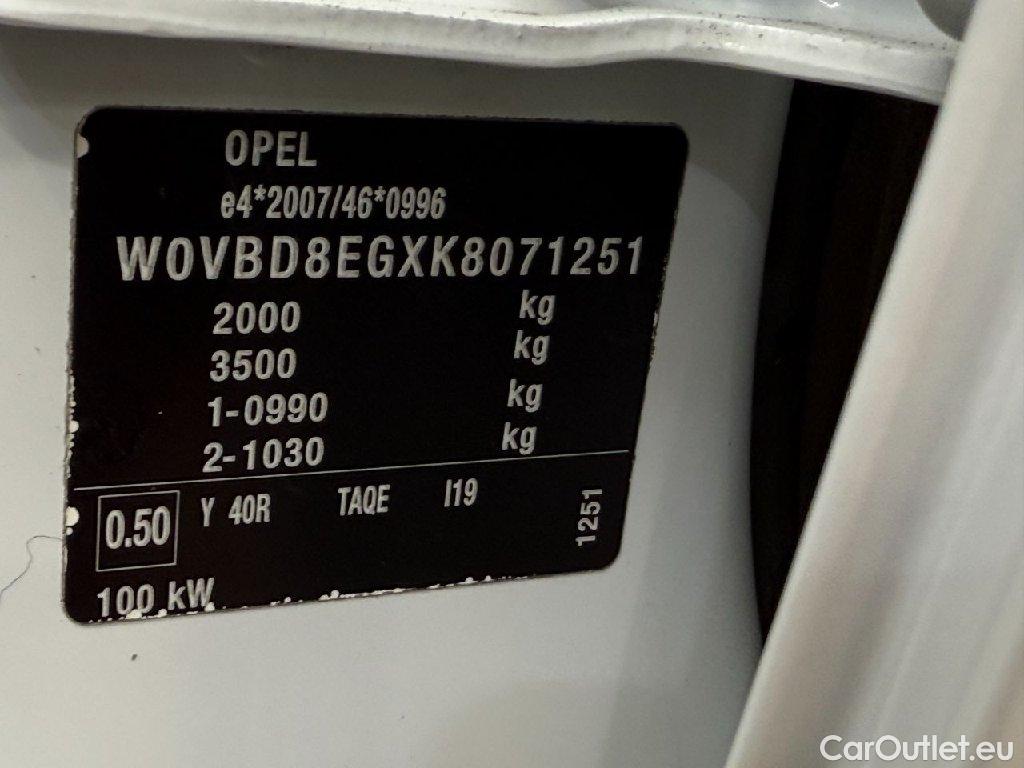 OPEL
e4*2007/46*0996
W0VBD8EGXK8071251
2000 kg
3500 kg
1-0990 kg
2-1030 kg
0.50 Y 40R TAQE I19 1251
100 kW
CarOutlet.eu